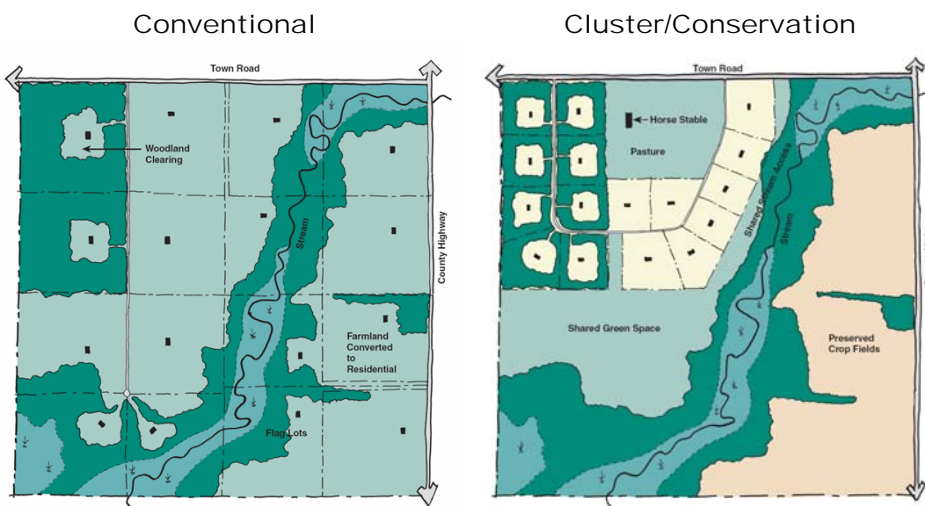 Conventional
Town Road
Woodland
Clearing
Stream
County Highway
Farmland
Converted
to
Residential
Flag Lots
Cluster/Conservation
Town Road
Horse Stable
Pasture
Shared Stream Access
Stream
Shared Green Space
Preserved
Crop Fields